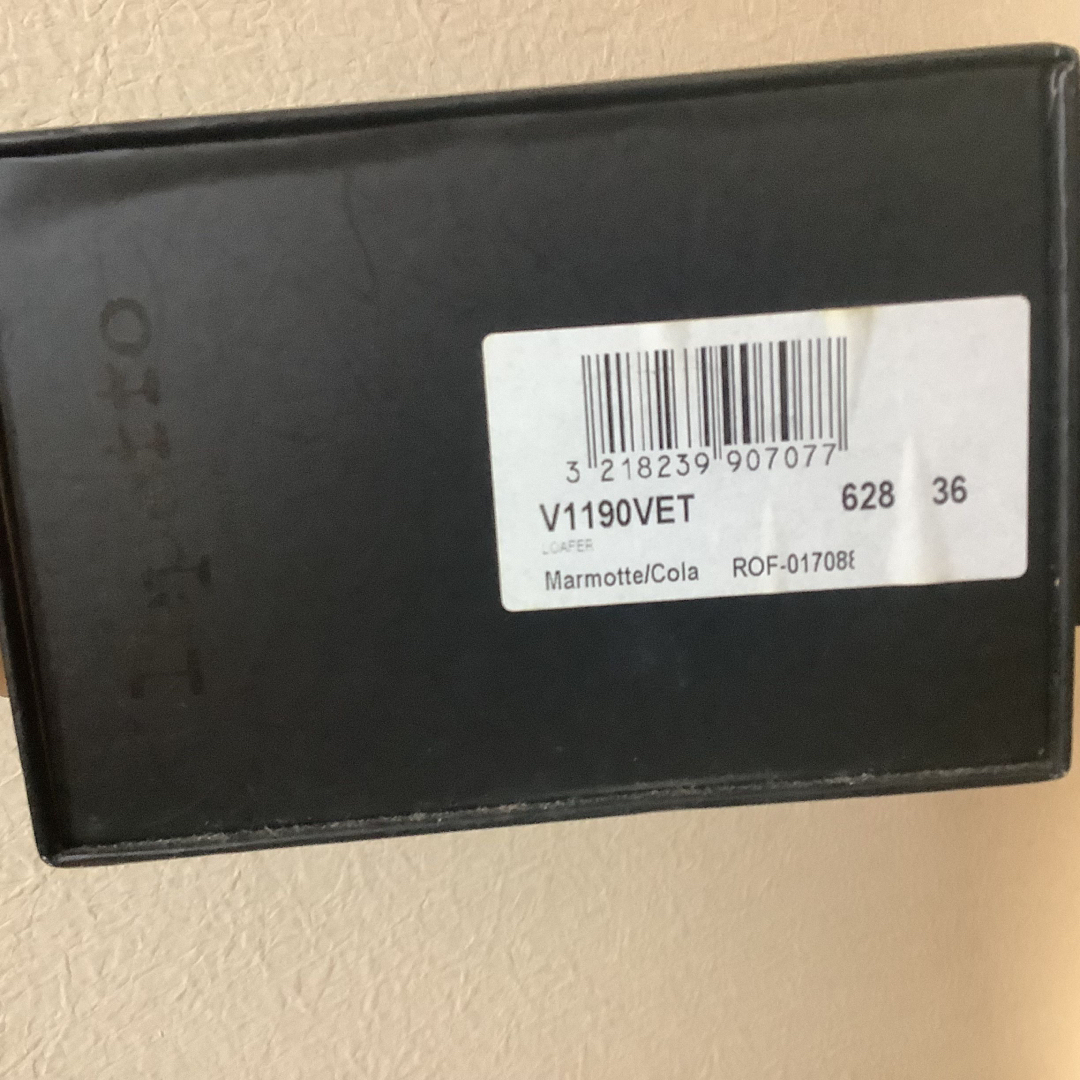 3 218239 907077
V1190VET 628 36
LOAFER
Marmotte/Cola ROF-01708